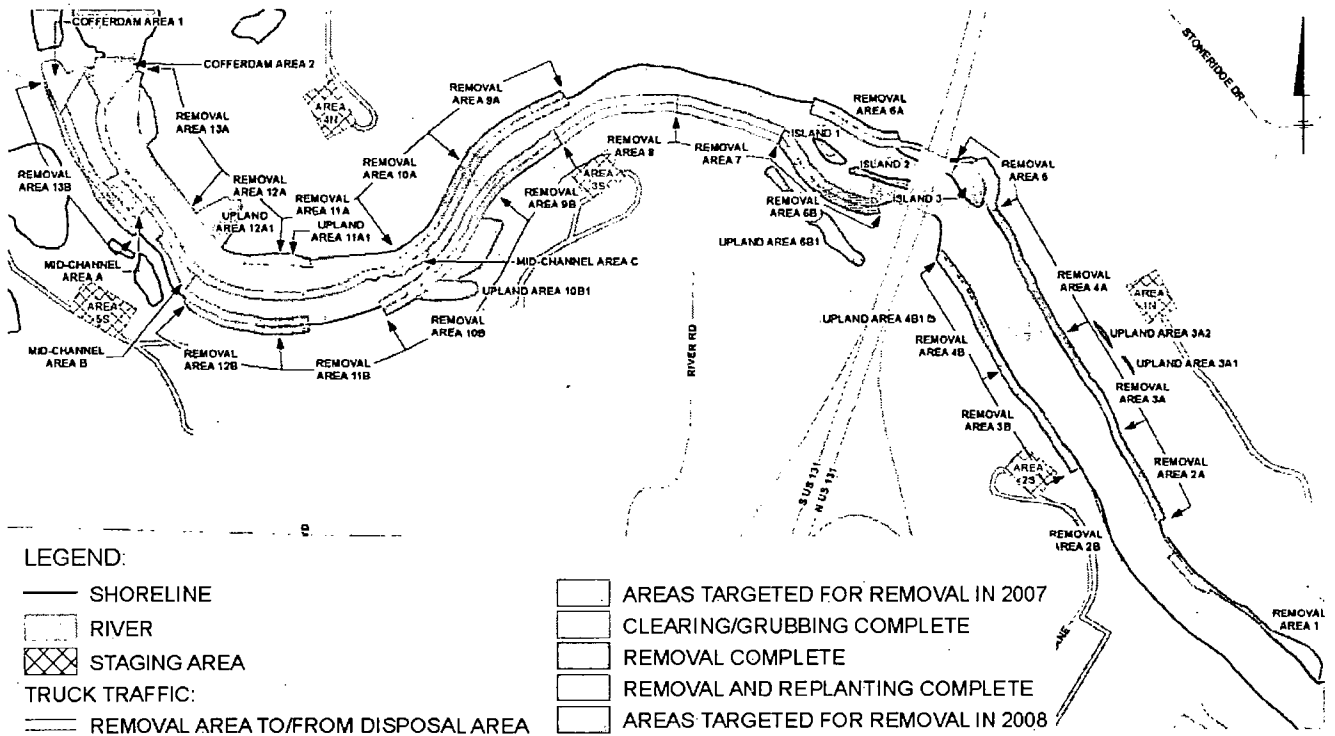 COFFERDAM AREA 1
COFFERDAM AREA 2
STONERIDGE DR
REMOVAL
AREA 9A
AREA
4N
REMOVAL
AREA 13A
REMOVAL
AREA 6A
ISLAND 1
REMOVAL
AREA 8
REMOVAL
AREA 7
ISLAND 2
REMOVAL
AREA 10A
REMOVAL
AREA 6
REMOVAL
AREA 13B
AREA
3S
REMOVAL
AREA 12A
REMOVAL
AREA 9B
ISLAND 3
REMOVAL
AREA 6B
REMOVAL
AREA 11A
UPLAND
AREA 12A1
UPLAND
AREA 11A1
UPLAND AREA 6B1
MID-CHANNEL
AREA A
MID-CHANNEL AREA C
REMOVAL
AREA 4A
AREA
1N
AREA
5S
UPLAND AREA 10B1
UPLAND AREA 4B1
UPLAND AREA 3A2
REMOVAL
AREA 10B
REMOVAL
AREA 4B
MID-CHANNEL
AREA B
REMOVAL
AREA 12B
REMOVAL
AREA 11B
RIVER RD
UPLAND AREA 3A1
REMOVAL
AREA 3A
REMOVAL
AREA 3B
S US 131
N US 131
AREA
2S
REMOVAL
AREA 2A
REMOVAL
AREA 2B
REMOVAL
AREA 1
LEGEND:
SHORELINE
RIVER
STAGING AREA
TRUCK TRAFFIC:
REMOVAL AREA TO/FROM DISPOSAL AREA
AREAS TARGETED FOR REMOVAL IN 2007
CLEARING/GRUBBING COMPLETE
REMOVAL COMPLETE
REMOVAL AND REPLANTING COMPLETE
AREAS TARGETED FOR REMOVAL IN 2008